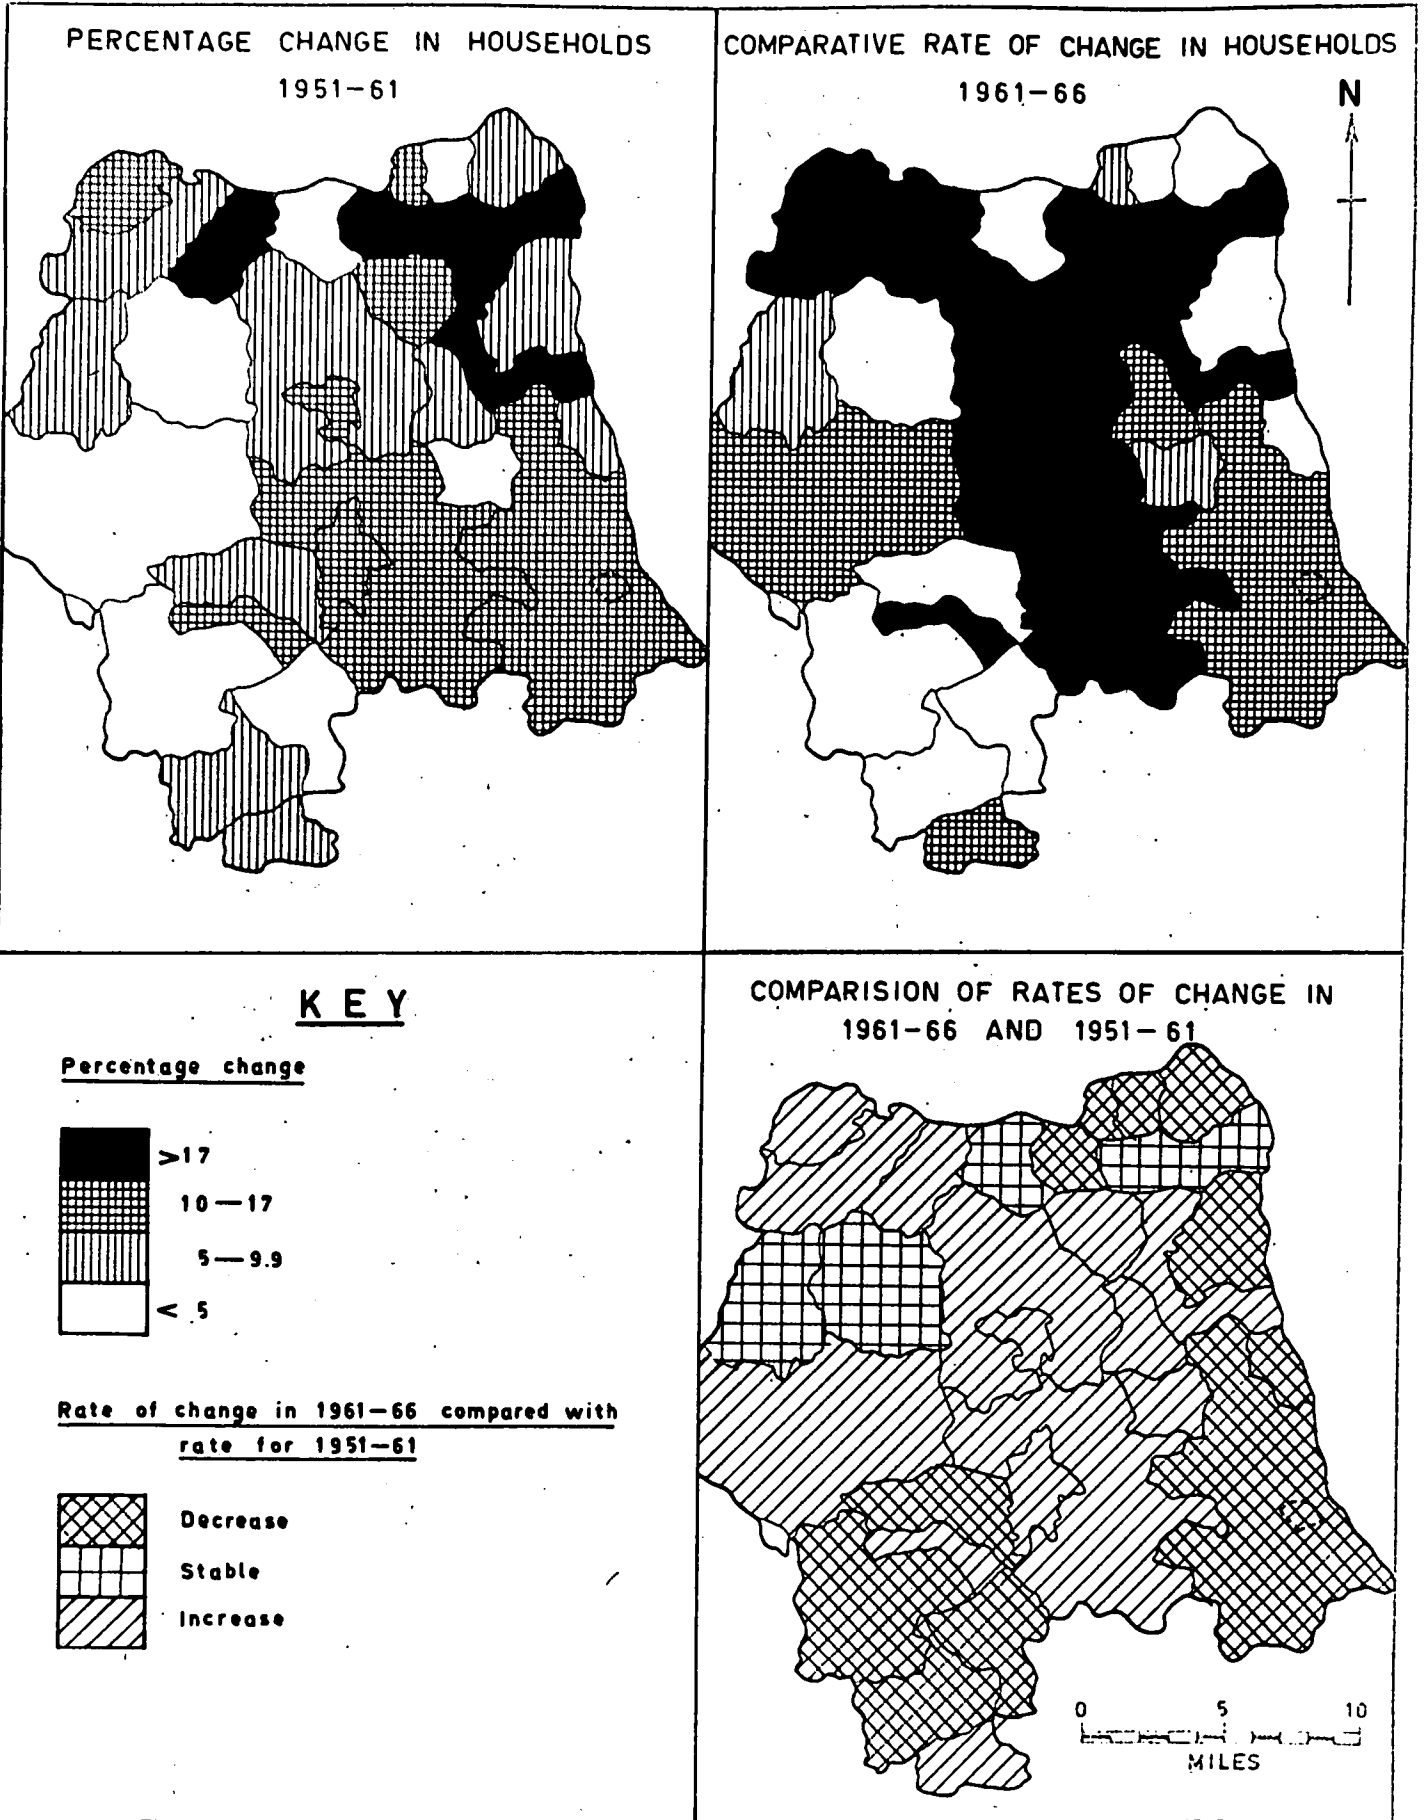 PERCENTAGE CHANGE IN HOUSEHOLDS
1951–61
COMPARATIVE RATE OF CHANGE IN HOUSEHOLDS
1961–66
N
KEY
Percentage change
>17
10—17
5—9.9
< 5
Rate of change in 1961–66 compared with
rate for 1951–61
Decrease
Stable
Increase
COMPARISION OF RATES OF CHANGE IN
1961–66 AND 1951–61
0 5 10
MILES